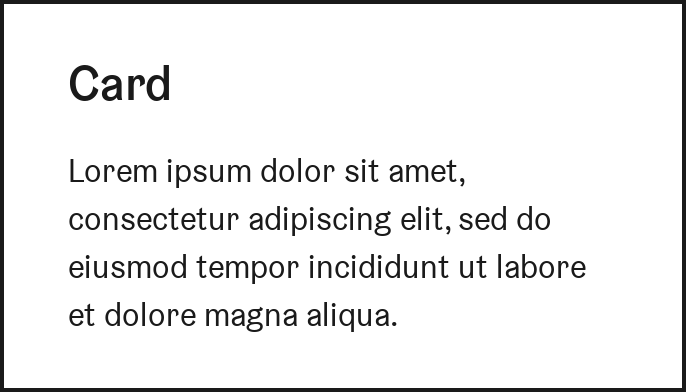 Card
Lorem ipsum dolor sit amet,
consectetur adipiscing elit, sed do
eiusmod tempor incididunt ut labore
et dolore magna aliqua.